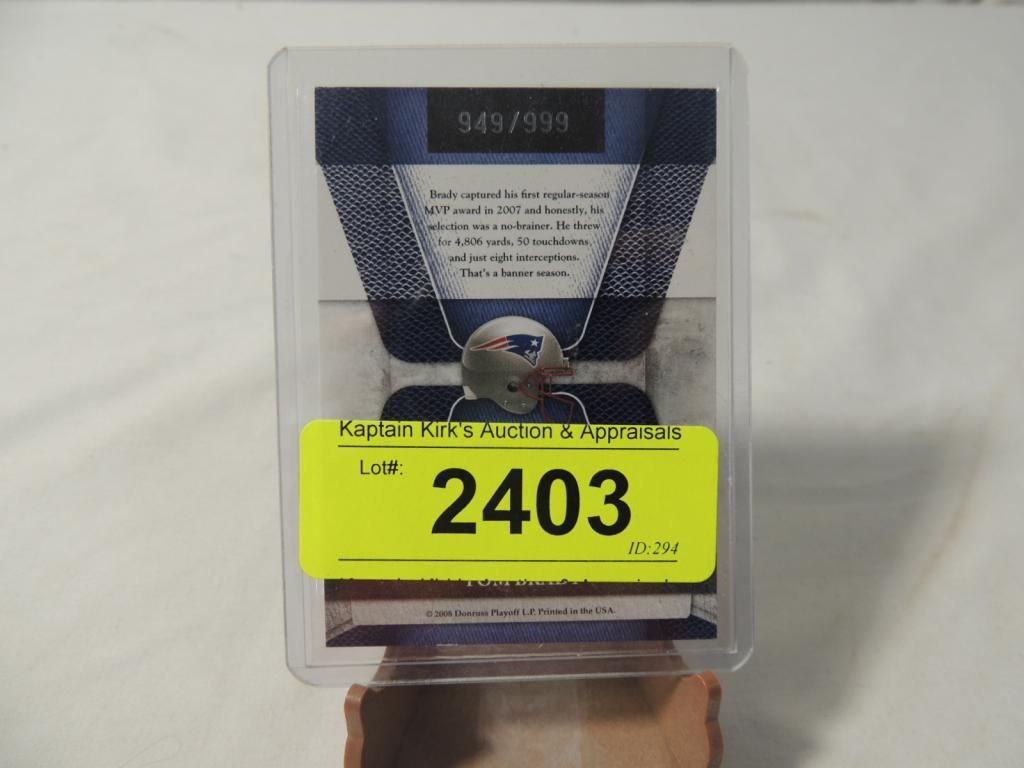 949/999
Brady captured his first regular-season
MVP award in 2007 and honestly, his
selection was a no-brainer. He threw
for 4,806 yards, 50 touchdowns
and just eight interceptions.
That's a banner season.
Kaptain Kirk's Auction & Appraisals
Lot#:
2403
ID:294
TOM BRADY
© 2008 Donruss Playoff L.P. Printed in the USA.